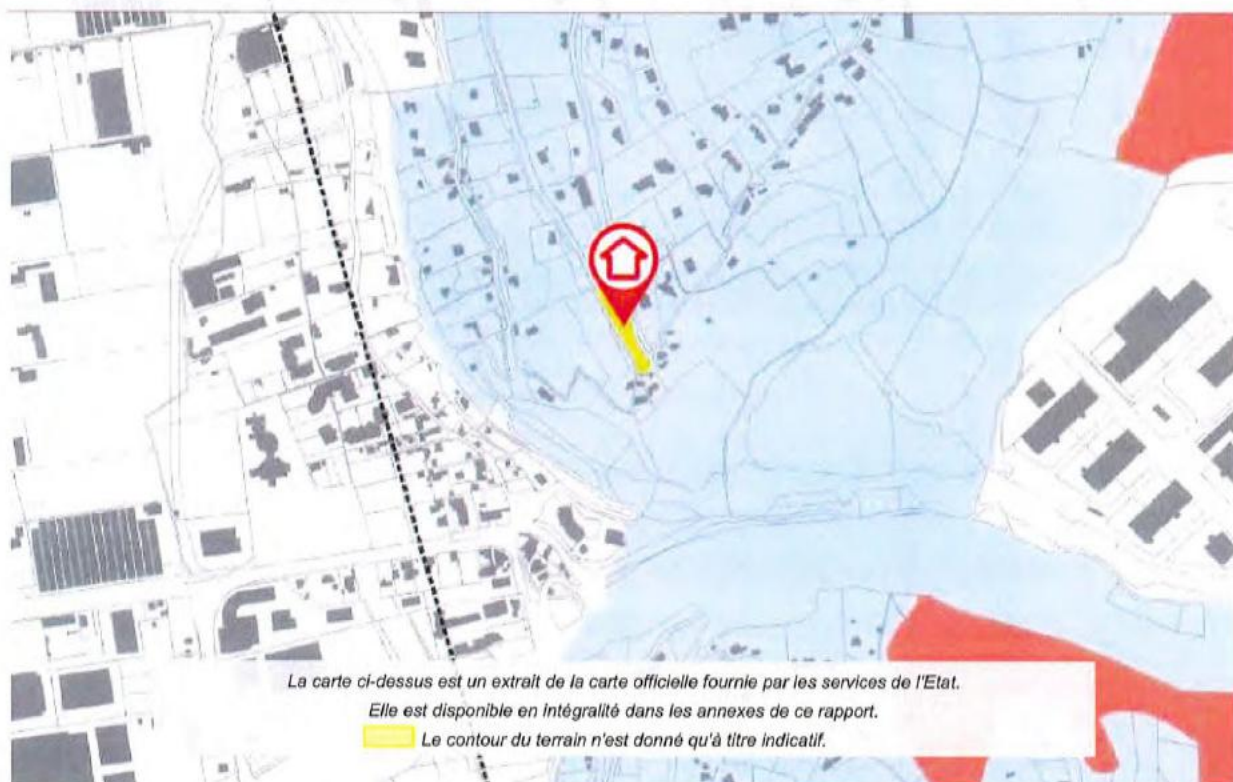 La carte ci-dessus est un extrait de la carte officielle fournie par les services de l'Etat.
Elle est disponible en intégralité dans les annexes de ce rapport.
Le contour du terrain n'est donné qu'à titre indicatif.